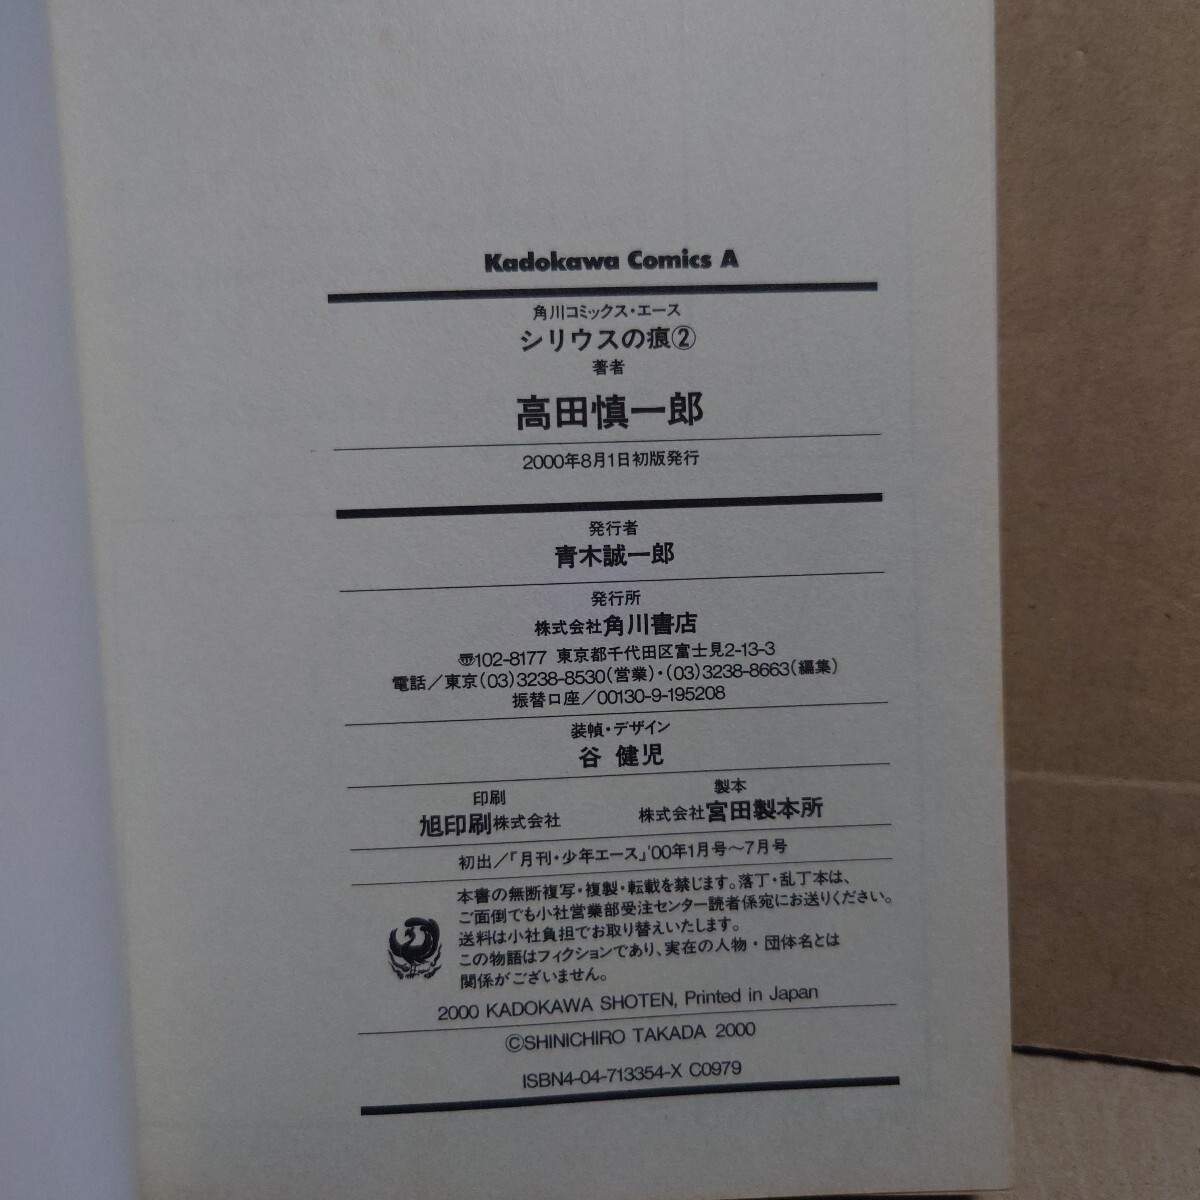 Kadokawa Comics A
角川コミックス・エース
シリウスの痕②
著者
高田慎一郎
2000年8月1日初版発行
発行者
青木誠一郎
発行所
株式会社角川書店
〠102-8177 東京都千代田区富士見2-13-3
電話／東京(03)3238-8530(営業)・(03)3238-8663(編集)
振替口座／00130-9-195208
装幀・デザイン
谷 健児
印刷
旭印刷株式会社
製本
株式会社宮田製本所
初出／「月刊・少年エース」'00年1月号～7月号
本書の無断複写・複製・転載を禁じます。落丁・乱丁本は、
ご面倒でも小社営業部受注センター読者係宛にお送りください。
送料は小社負担でお取り替えいたします。
この物語はフィクションであり、実在の人物・団体名とは
関係がございません。
2000 KADOKAWA SHOTEN, Printed in Japan
©SHINICHIRO TAKADA 2000
ISBN4-04-713354-X C0979